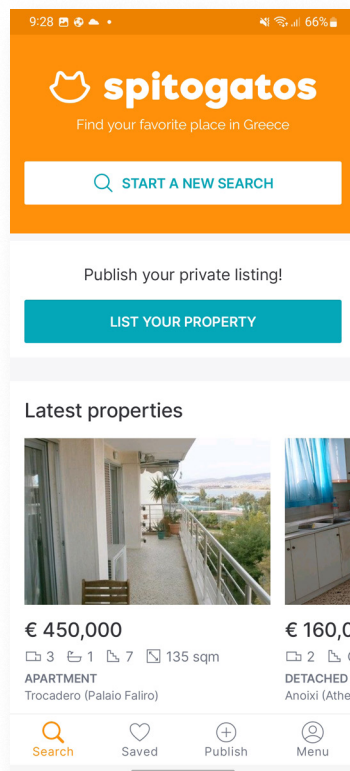 9:28
66%
spitogatos
Find your favorite place in Greece
START A NEW SEARCH
Publish your private listing!
LIST YOUR PROPERTY
Latest properties
€ 450,000
3 1 7 135 sqm
APARTMENT
Trocadero (Palaio Faliro)
€ 160,0
2
DETACHED
Anoixi (Athe
Search
Saved
Publish
Menu